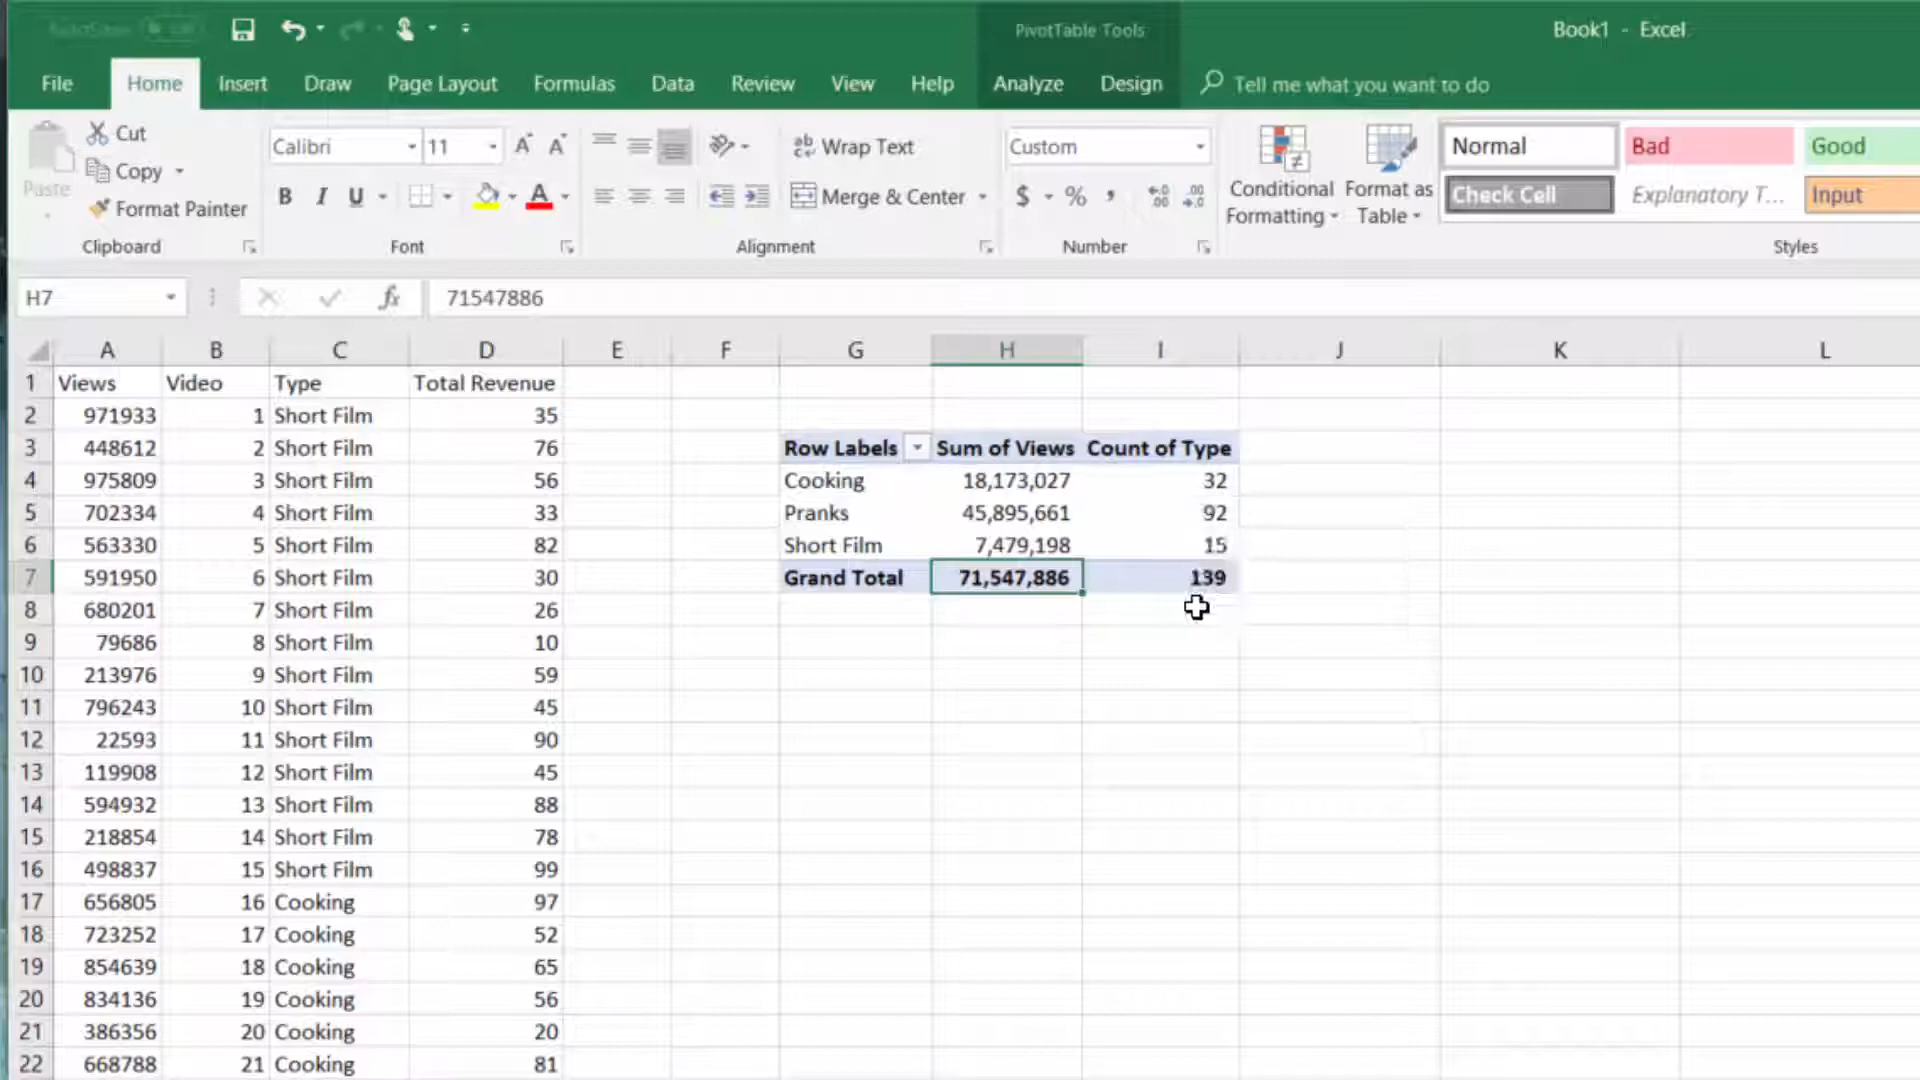 PivotTable Tools
Book1 - Excel
File Home Insert Draw Page Layout Formulas Data Review View Help Analyze Design Tell me what you want to do
Paste
Cut
Copy
Format Painter
Clipboard
Calibri 11
B I U
Font
Wrap Text
Merge & Center
Alignment
Custom
$ % ,
Number
Conditional Formatting
Format as Table
Normal Bad Good
Check Cell Explanatory T... Input
Styles
H7 fx 71547886
A B C D E F G H I J K L
1 Views Video Type Total Revenue
2 971933 1 Short Film 35
3 448612 2 Short Film 76 Row Labels Sum of Views Count of Type
4 975809 3 Short Film 56 Cooking 18,173,027 32
5 702334 4 Short Film 33 Pranks 45,895,661 92
6 563330 5 Short Film 82 Short Film 7,479,198 15
7 591950 6 Short Film 30 Grand Total 71,547,886 139
8 680201 7 Short Film 26
9 79686 8 Short Film 10
10 213976 9 Short Film 59
11 796243 10 Short Film 45
12 22593 11 Short Film 90
13 119908 12 Short Film 45
14 594932 13 Short Film 88
15 218854 14 Short Film 78
16 498837 15 Short Film 99
17 656805 16 Cooking 97
18 723252 17 Cooking 52
19 854639 18 Cooking 65
20 834136 19 Cooking 56
21 386356 20 Cooking 20
22 668788 21 Cooking 81